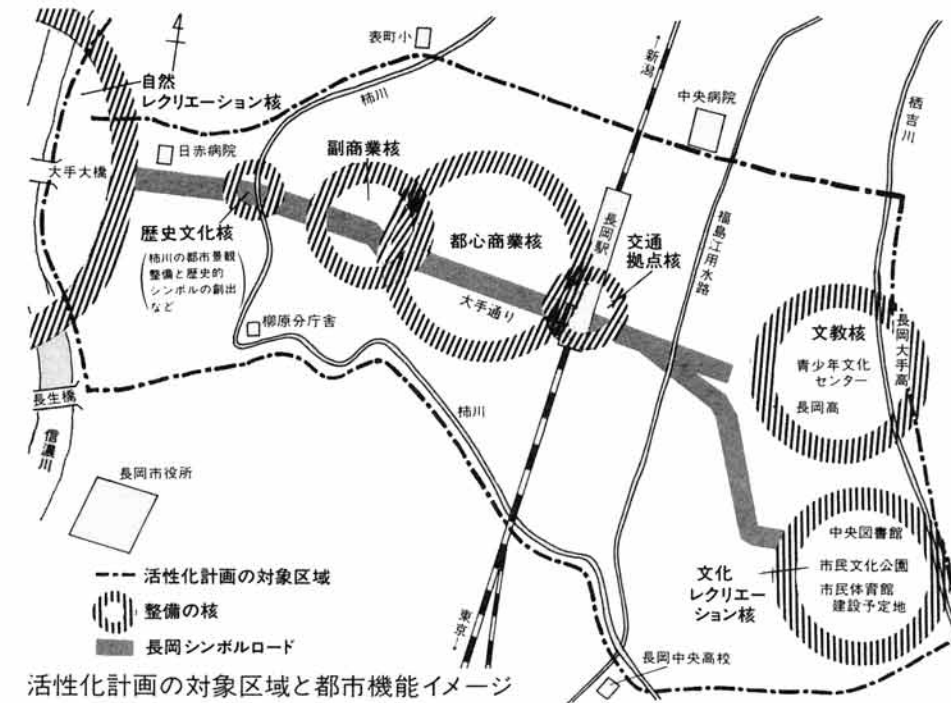 4
表町小
←新潟
自然
レクリエーション核
柿川
中央病院
栖吉川
日赤病院
副商業核
大手大橋
長岡駅
福島江用水路
歴史文化核
(柿川の都市景観
整備と歴史的
シンボルの創出
など)
都心商業核
交通
拠点核
大手通り
柳原分庁舎
文教核
長岡大手高
青少年文化
センター
長生橋
柿川
長岡高
信濃川
長岡市役所
中央図書館
活性化計画の対象区域
文化
レクリエー
ション核
市民文化公園
整備の核
市民体育館
建設予定地
東京→
長岡シンボルロード
長岡中央高校
活性化計画の対象区域と都市機能イメージ